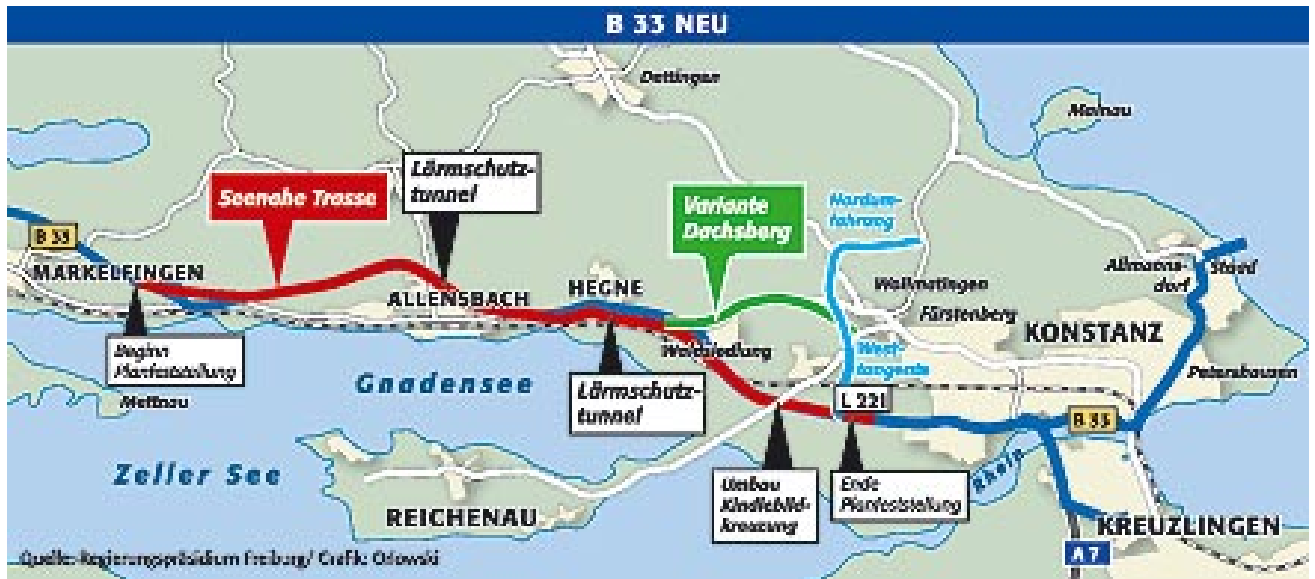 B 33 NEU
Dettingen
Mainau
Lärmschutz-
tunnel
Seenahe Trasse
Variante
Dachsberg
Nordum-
fahrung
B 33
MARKELFINGEN
Allmanns-
dorf
Staad
ALLENSBACH
HEGNE
Wollmatingen
Fürstenberg
KONSTANZ
Beginn
Planfeststellung
Waldsiedlung
West-
tangente
Petershausen
Gnadensee
Mettnau
Lärmschutz-
tunnel
L 221
B 33
Zeller See
Rhein
Umbau
Kindlebild-
kreuzung
Ende
Planfeststellung
REICHENAU
KREUZLINGEN
A 7
Quelle: Regierungspräsidium Freiburg/ Grafik: Orlowski